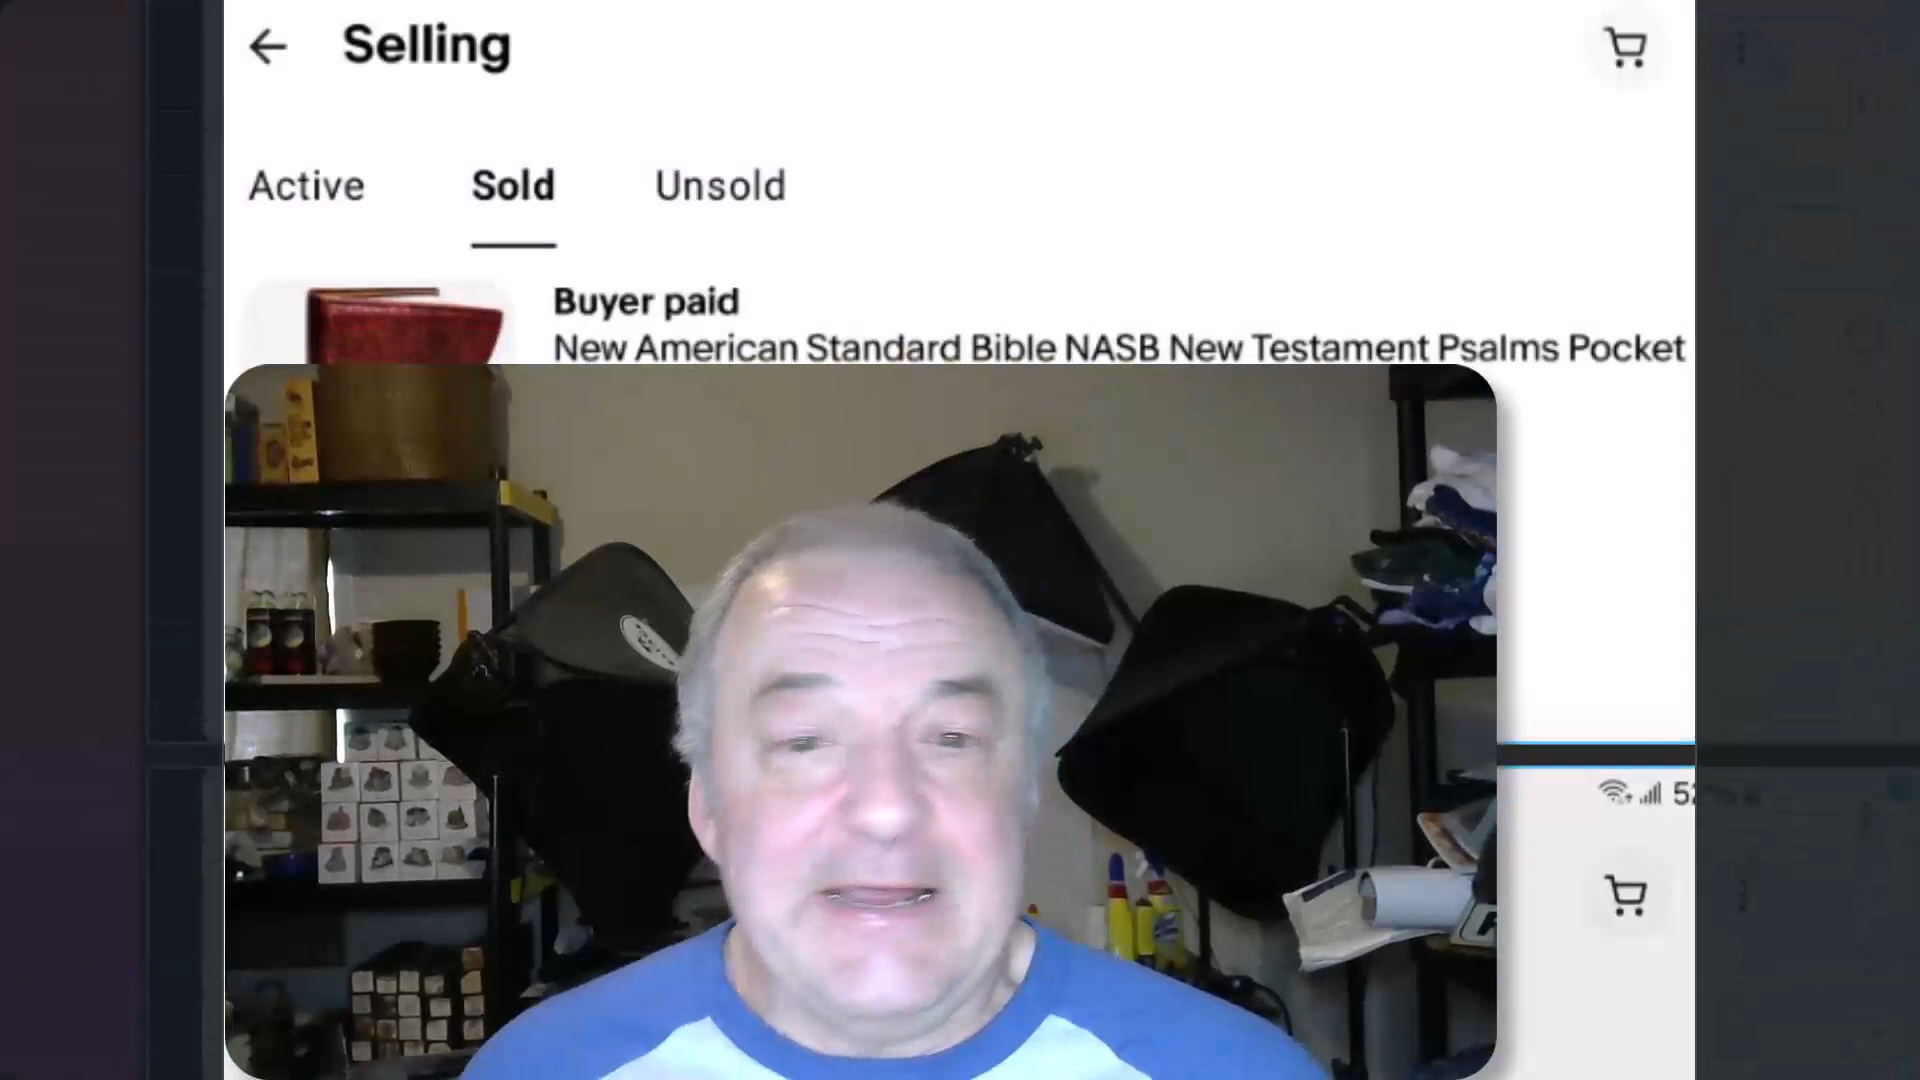 Selling
Active Sold Unsold
Buyer paid
New American Standard Bible NASB New Testament Psalms Pocket